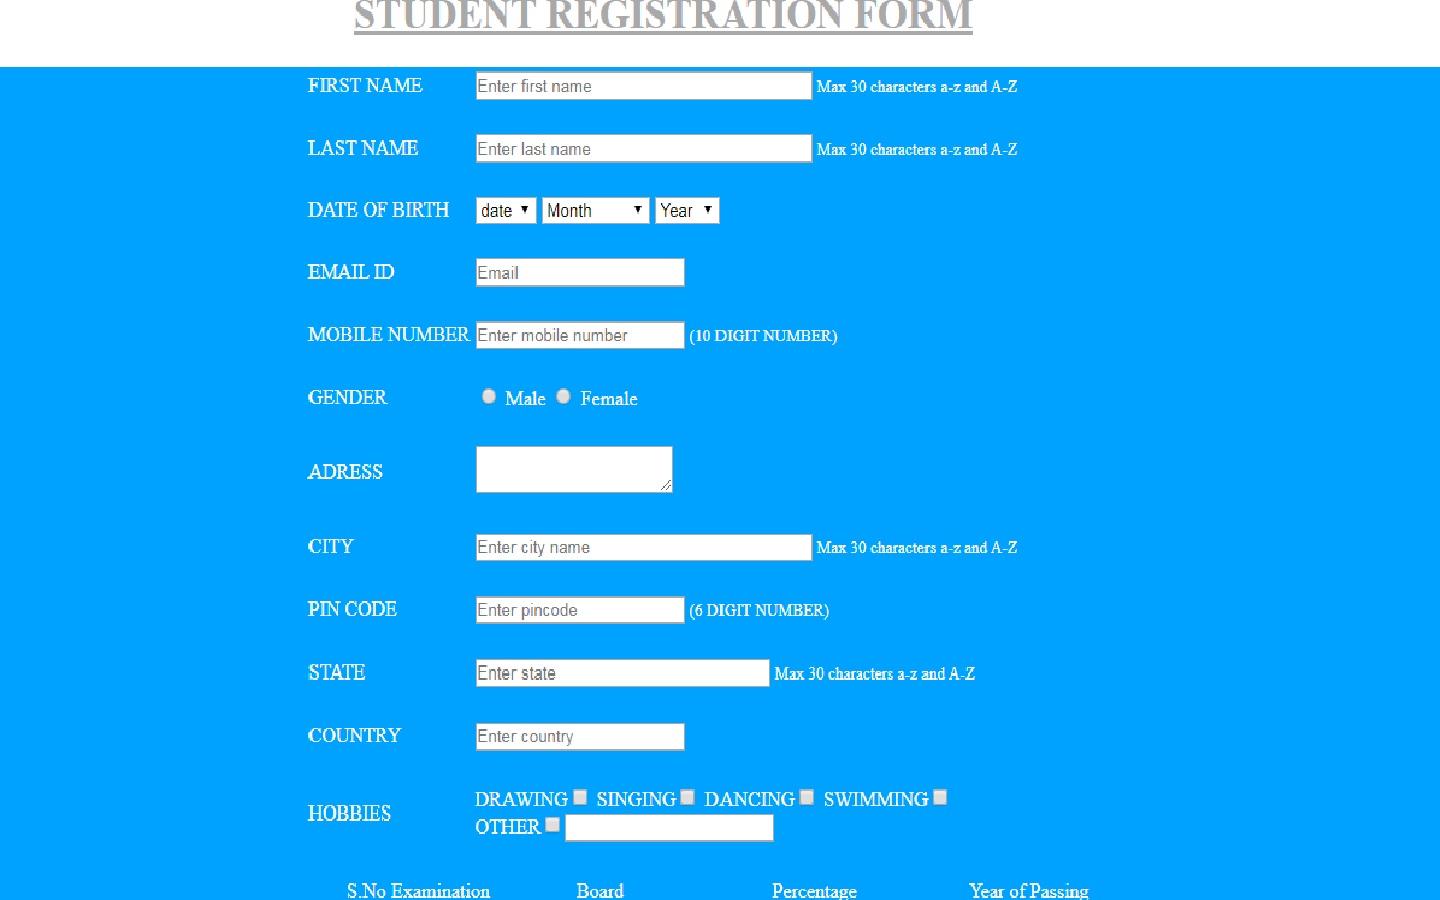 STUDENT REGISTRATION FORM
FIRST NAME Enter first name Max 30 characters a-z and A-Z
LAST NAME Enter last name Max 30 characters a-z and A-Z
DATE OF BIRTH date Month Year
EMAIL ID Email
MOBILE NUMBER Enter mobile number (10 DIGIT NUMBER)
GENDER Male Female
ADRESS
CITY Enter city name Max 30 characters a-z and A-Z
PIN CODE Enter pincode (6 DIGIT NUMBER)
STATE Enter state Max 30 characters a-z and A-Z
COUNTRY Enter country
HOBBIES DRAWING SINGING DANCING SWIMMING
OTHER
S.No Examination Board Percentage Year of Passing